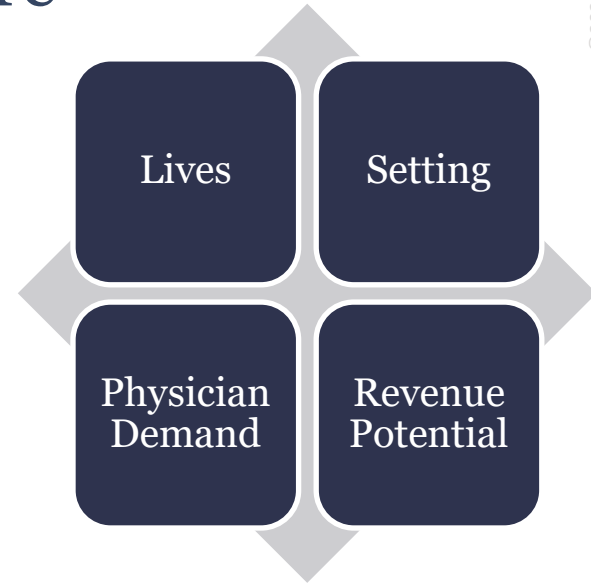 Lives
Setting
Physician
Demand
Revenue
Potential